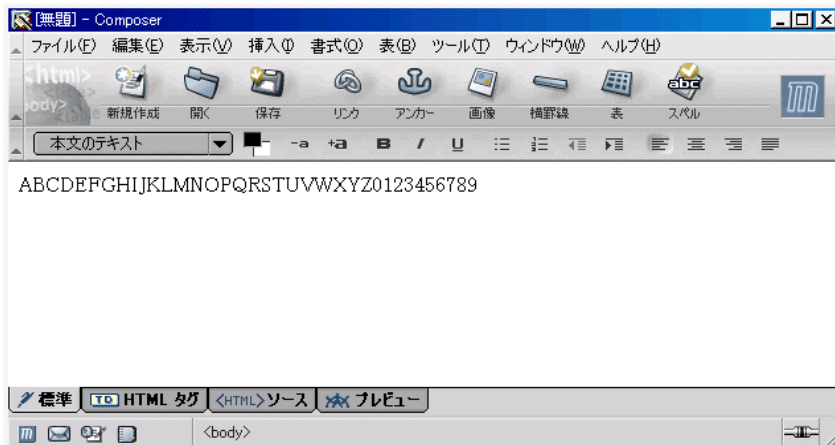 [無題] - Composer
ファイル(F) 編集(E) 表示(V) 挿入(I) 書式(O) 表(B) ツール(T) ウィンドウ(W) ヘルプ(H)
新規作成 開く 保存 リンク アンカー 画像 横罫線 表 スペル
本文のテキスト -a +a B I U
ABCDEFGHIJKLMNOPQRSTUVWXYZ0123456789
標準 TD HTML タグ <HTML>ソース プレビュー
<body>